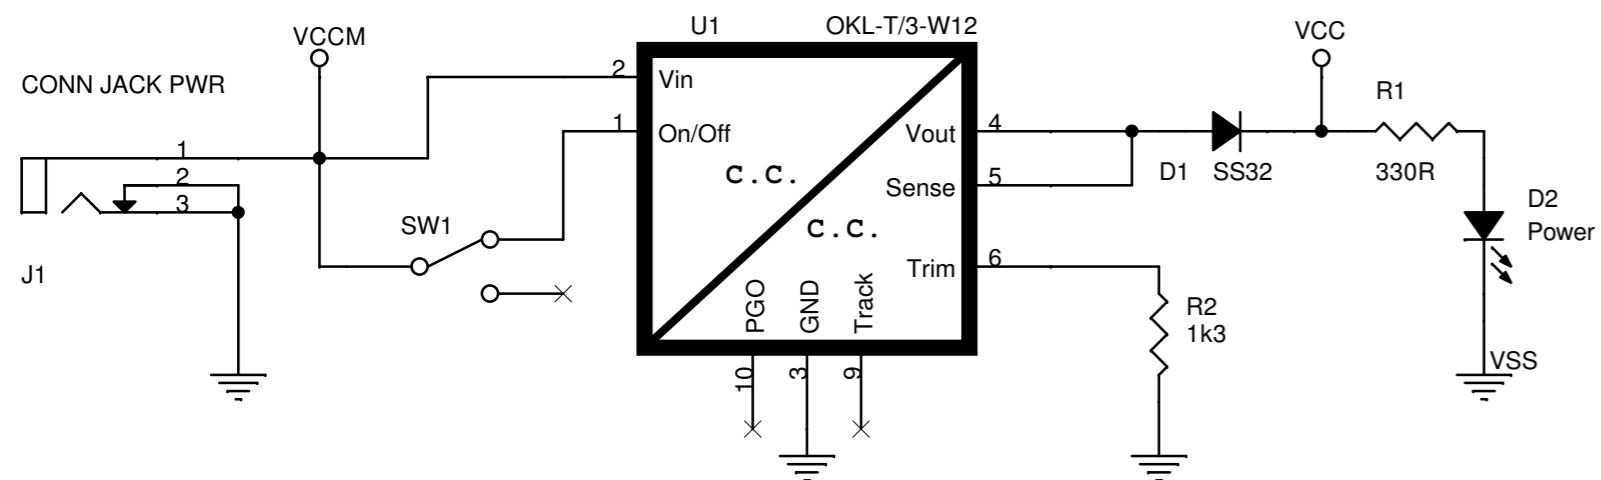 U1 OKL-T/3-W12
VCCM
VCC
CONN JACK PWR
2 Vin
R1
1 On/Off
Vout 4
1
C.C.
2
Sense 5
D1 SS32
330R
3
D2
Power
SW1
C.C.
J1
Trim 6
PGO GND Track
R2
1k3
VSS
10 3 9